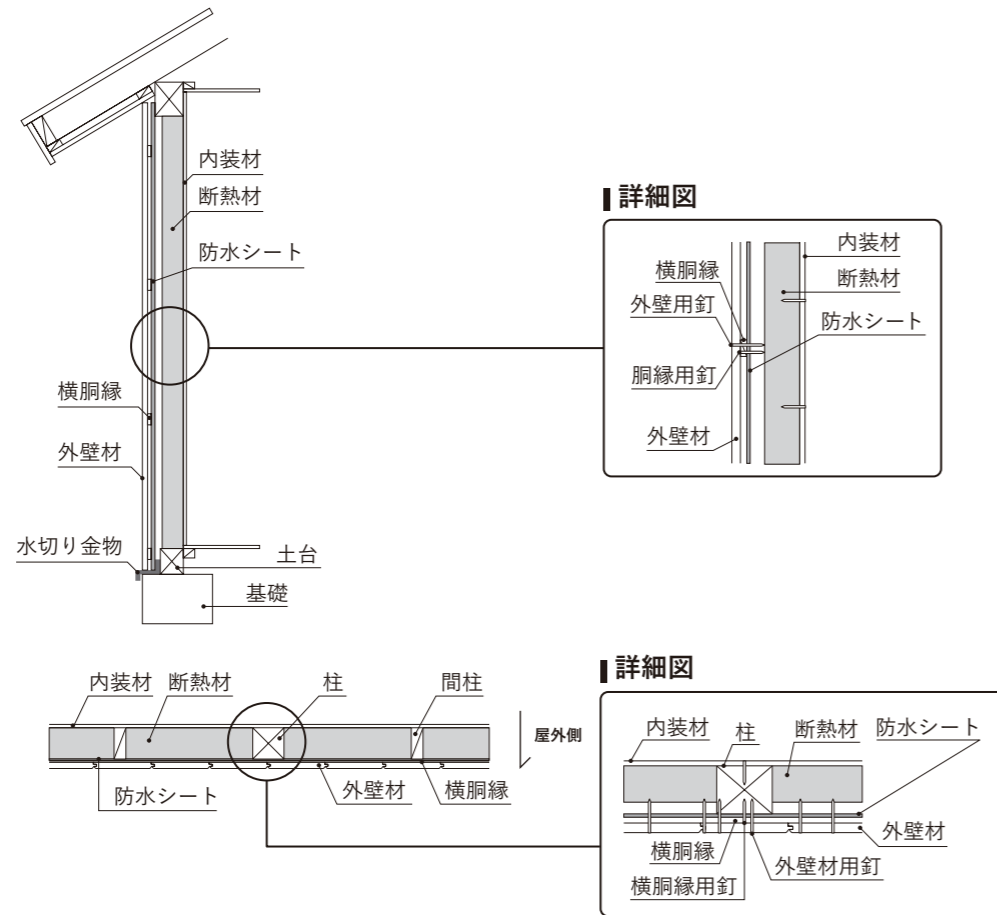 内装材
断熱材
防水シート
横胴縁
外壁材
水切り金物
土台
基礎
詳細図
内装材
横胴縁
断熱材
外壁用釘
防水シート
胴縁用釘
外壁材
内装材
断熱材
柱
間柱
屋外側
防水シート
外壁材
横胴縁
詳細図
内装材
柱
断熱材
防水シート
外壁材
横胴縁
外壁材用釘
横胴縁用釘